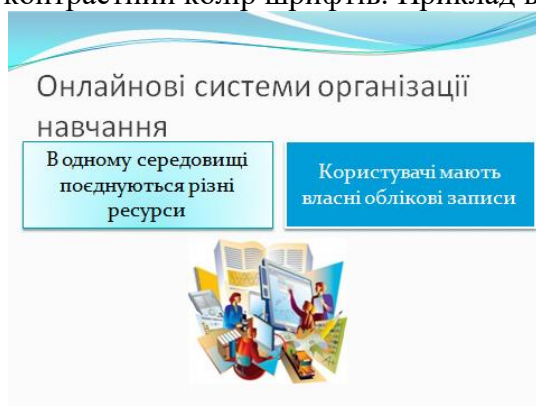 контрастний колір шрифтів. Приклад
Онлайнові системи організації
навчання
В одному середовищі
поєднуються різні
ресурси
Користувачі мають
власні облікові записи